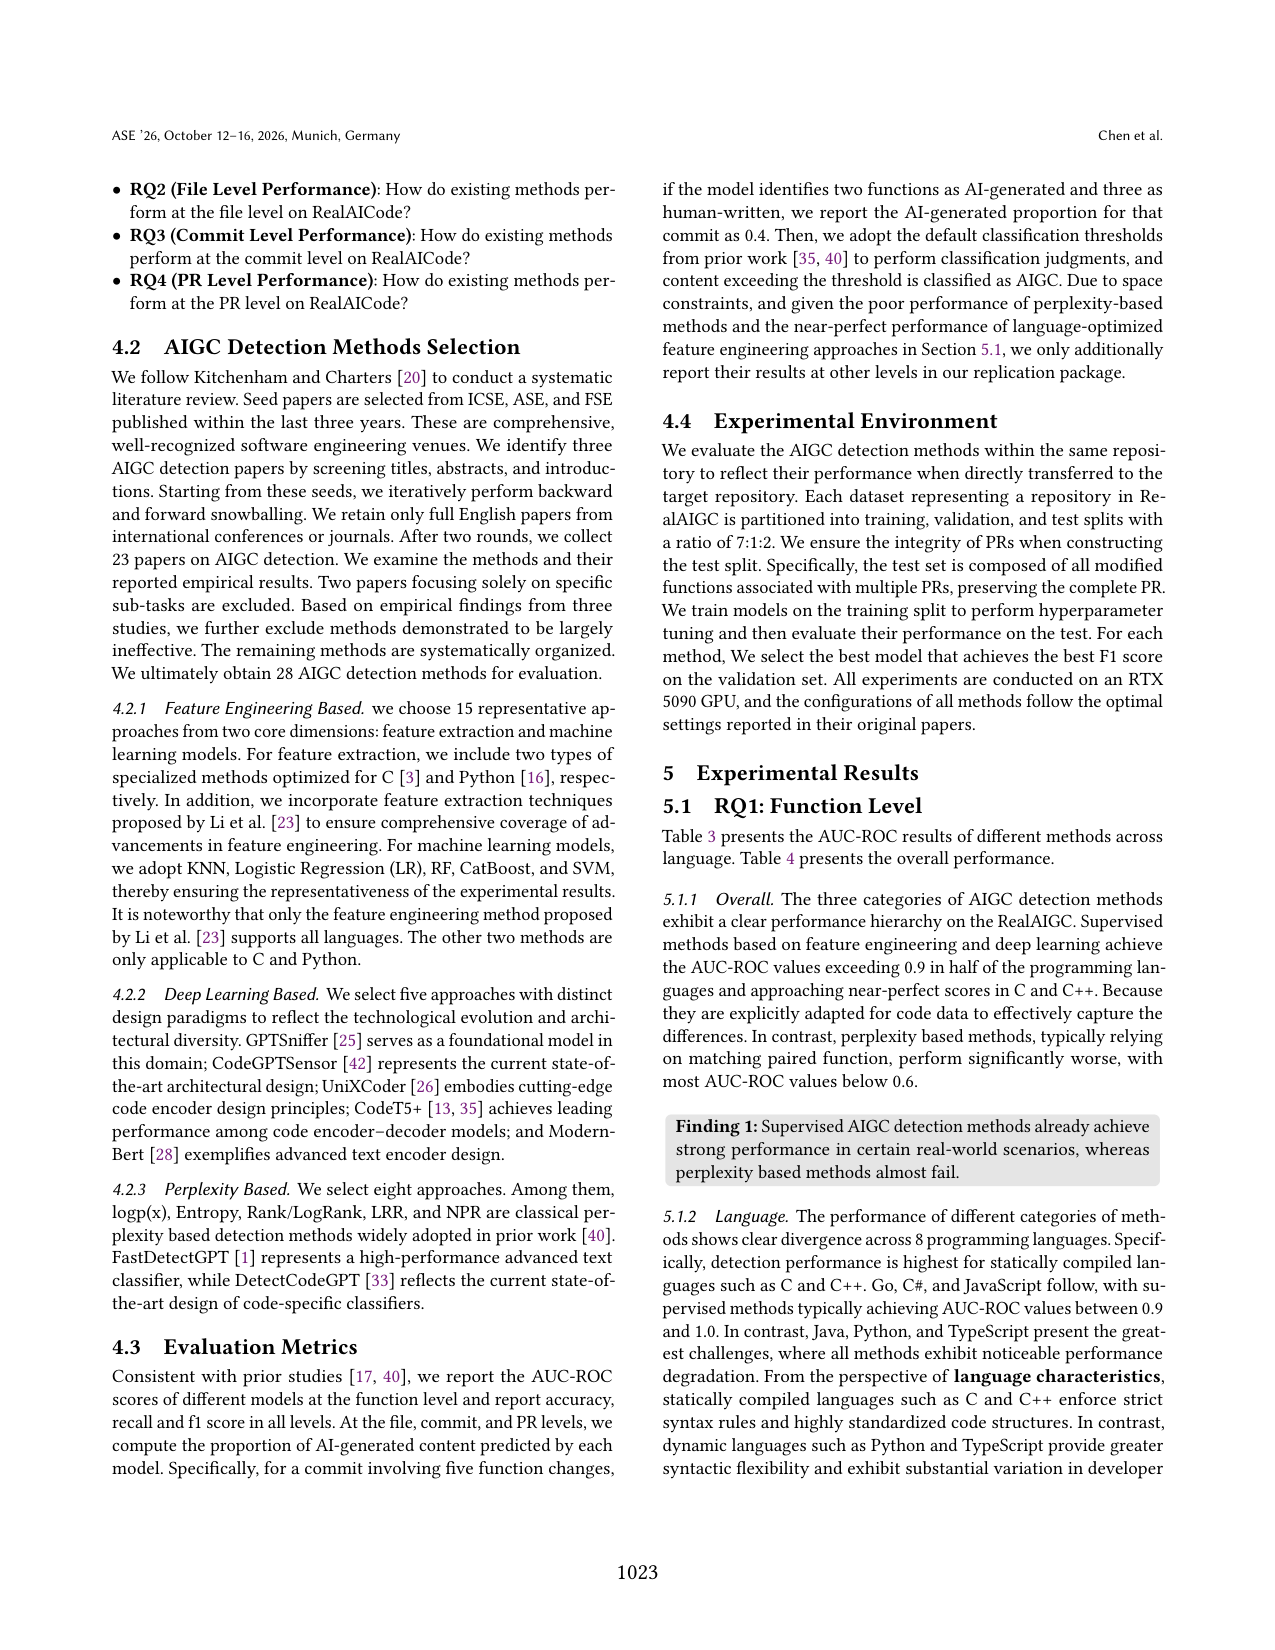 ASE ’26, October 12–16, 2026, Munich, Germany
Chen et al.
• RQ2 (File Level Performance): How do existing methods per-
form at the file level on RealAICode?
• RQ3 (Commit Level Performance): How do existing methods
perform at the commit level on RealAICode?
• RQ4 (PR Level Performance): How do existing methods per-
form at the PR level on RealAICode?
4.2 AIGC Detection Methods Selection
We follow Kitchenham and Charters [20] to conduct a systematic
literature review. Seed papers are selected from ICSE, ASE, and FSE
published within the last three years. These are comprehensive,
well-recognized software engineering venues. We identify three
AIGC detection papers by screening titles, abstracts, and introduc-
tions. Starting from these seeds, we iteratively perform backward
and forward snowballing. We retain only full English papers from
international conferences or journals. After two rounds, we collect
23 papers on AIGC detection. We examine the methods and their
reported empirical results. Two papers focusing solely on specific
sub-tasks are excluded. Based on empirical findings from three
studies, we further exclude methods demonstrated to be largely
ineffective. The remaining methods are systematically organized.
We ultimately obtain 28 AIGC detection methods for evaluation.
4.2.1 Feature Engineering Based. we choose 15 representative ap-
proaches from two core dimensions: feature extraction and machine
learning models. For feature extraction, we include two types of
specialized methods optimized for C [3] and Python [16], respec-
tively. In addition, we incorporate feature extraction techniques
proposed by Li et al. [23] to ensure comprehensive coverage of ad-
vancements in feature engineering. For machine learning models,
we adopt KNN, Logistic Regression (LR), RF, CatBoost, and SVM,
thereby ensuring the representativeness of the experimental results.
It is noteworthy that only the feature engineering method proposed
by Li et al. [23] supports all languages. The other two methods are
only applicable to C and Python.
4.2.2 Deep Learning Based. We select five approaches with distinct
design paradigms to reflect the technological evolution and archi-
tectural diversity. GPTSniffer [25] serves as a foundational model in
this domain; CodeGPTSensor [42] represents the current state-of-
the-art architectural design; UniXCoder [26] embodies cutting-edge
code encoder design principles; CodeT5+ [13, 35] achieves leading
performance among code encoder–decoder models; and Modern-
Bert [28] exemplifies advanced text encoder design.
4.2.3 Perplexity Based. We select eight approaches. Among them,
logp(x), Entropy, Rank/LogRank, LRR, and NPR are classical per-
plexity based detection methods widely adopted in prior work [40].
FastDetectGPT [1] represents a high-performance advanced text
classifier, while DetectCodeGPT [33] reflects the current state-of-
the-art design of code-specific classifiers.
4.3 Evaluation Metrics
Consistent with prior studies [17, 40], we report the AUC-ROC
scores of different models at the function level and report accuracy,
recall and f1 score in all levels. At the file, commit, and PR levels, we
compute the proportion of AI-generated content predicted by each
model. Specifically, for a commit involving five function changes,
if the model identifies two functions as AI-generated and three as
human-written, we report the AI-generated proportion for that
commit as 0.4. Then, we adopt the default classification thresholds
from prior work [35, 40] to perform classification judgments, and
content exceeding the threshold is classified as AIGC. Due to space
constraints, and given the poor performance of perplexity-based
methods and the near-perfect performance of language-optimized
feature engineering approaches in Section 5.1, we only additionally
report their results at other levels in our replication package.
4.4 Experimental Environment
We evaluate the AIGC detection methods within the same reposi-
tory to reflect their performance when directly transferred to the
target repository. Each dataset representing a repository in Re-
alAIGC is partitioned into training, validation, and test splits with
a ratio of 7:1:2. We ensure the integrity of PRs when constructing
the test split. Specifically, the test set is composed of all modified
functions associated with multiple PRs, preserving the complete PR.
We train models on the training split to perform hyperparameter
tuning and then evaluate their performance on the test. For each
method, We select the best model that achieves the best F1 score
on the validation set. All experiments are conducted on an RTX
5090 GPU, and the configurations of all methods follow the optimal
settings reported in their original papers.
5 Experimental Results
5.1 RQ1: Function Level
Table 3 presents the AUC-ROC results of different methods across
language. Table 4 presents the overall performance.
5.1.1 Overall. The three categories of AIGC detection methods
exhibit a clear performance hierarchy on the RealAIGC. Supervised
methods based on feature engineering and deep learning achieve
the AUC-ROC values exceeding 0.9 in half of the programming lan-
guages and approaching near-perfect scores in C and C++. Because
they are explicitly adapted for code data to effectively capture the
differences. In contrast, perplexity based methods, typically relying
on matching paired function, perform significantly worse, with
most AUC-ROC values below 0.6.
Finding 1: Supervised AIGC detection methods already achieve
strong performance in certain real-world scenarios, whereas
perplexity based methods almost fail.
5.1.2 Language. The performance of different categories of meth-
ods shows clear divergence across 8 programming languages. Specif-
ically, detection performance is highest for statically compiled lan-
guages such as C and C++. Go, C#, and JavaScript follow, with su-
pervised methods typically achieving AUC-ROC values between 0.9
and 1.0. In contrast, Java, Python, and TypeScript present the great-
est challenges, where all methods exhibit noticeable performance
degradation. From the perspective of language characteristics,
statically compiled languages such as C and C++ enforce strict
syntax rules and highly standardized code structures. In contrast,
dynamic languages such as Python and TypeScript provide greater
syntactic flexibility and exhibit substantial variation in developer
1023